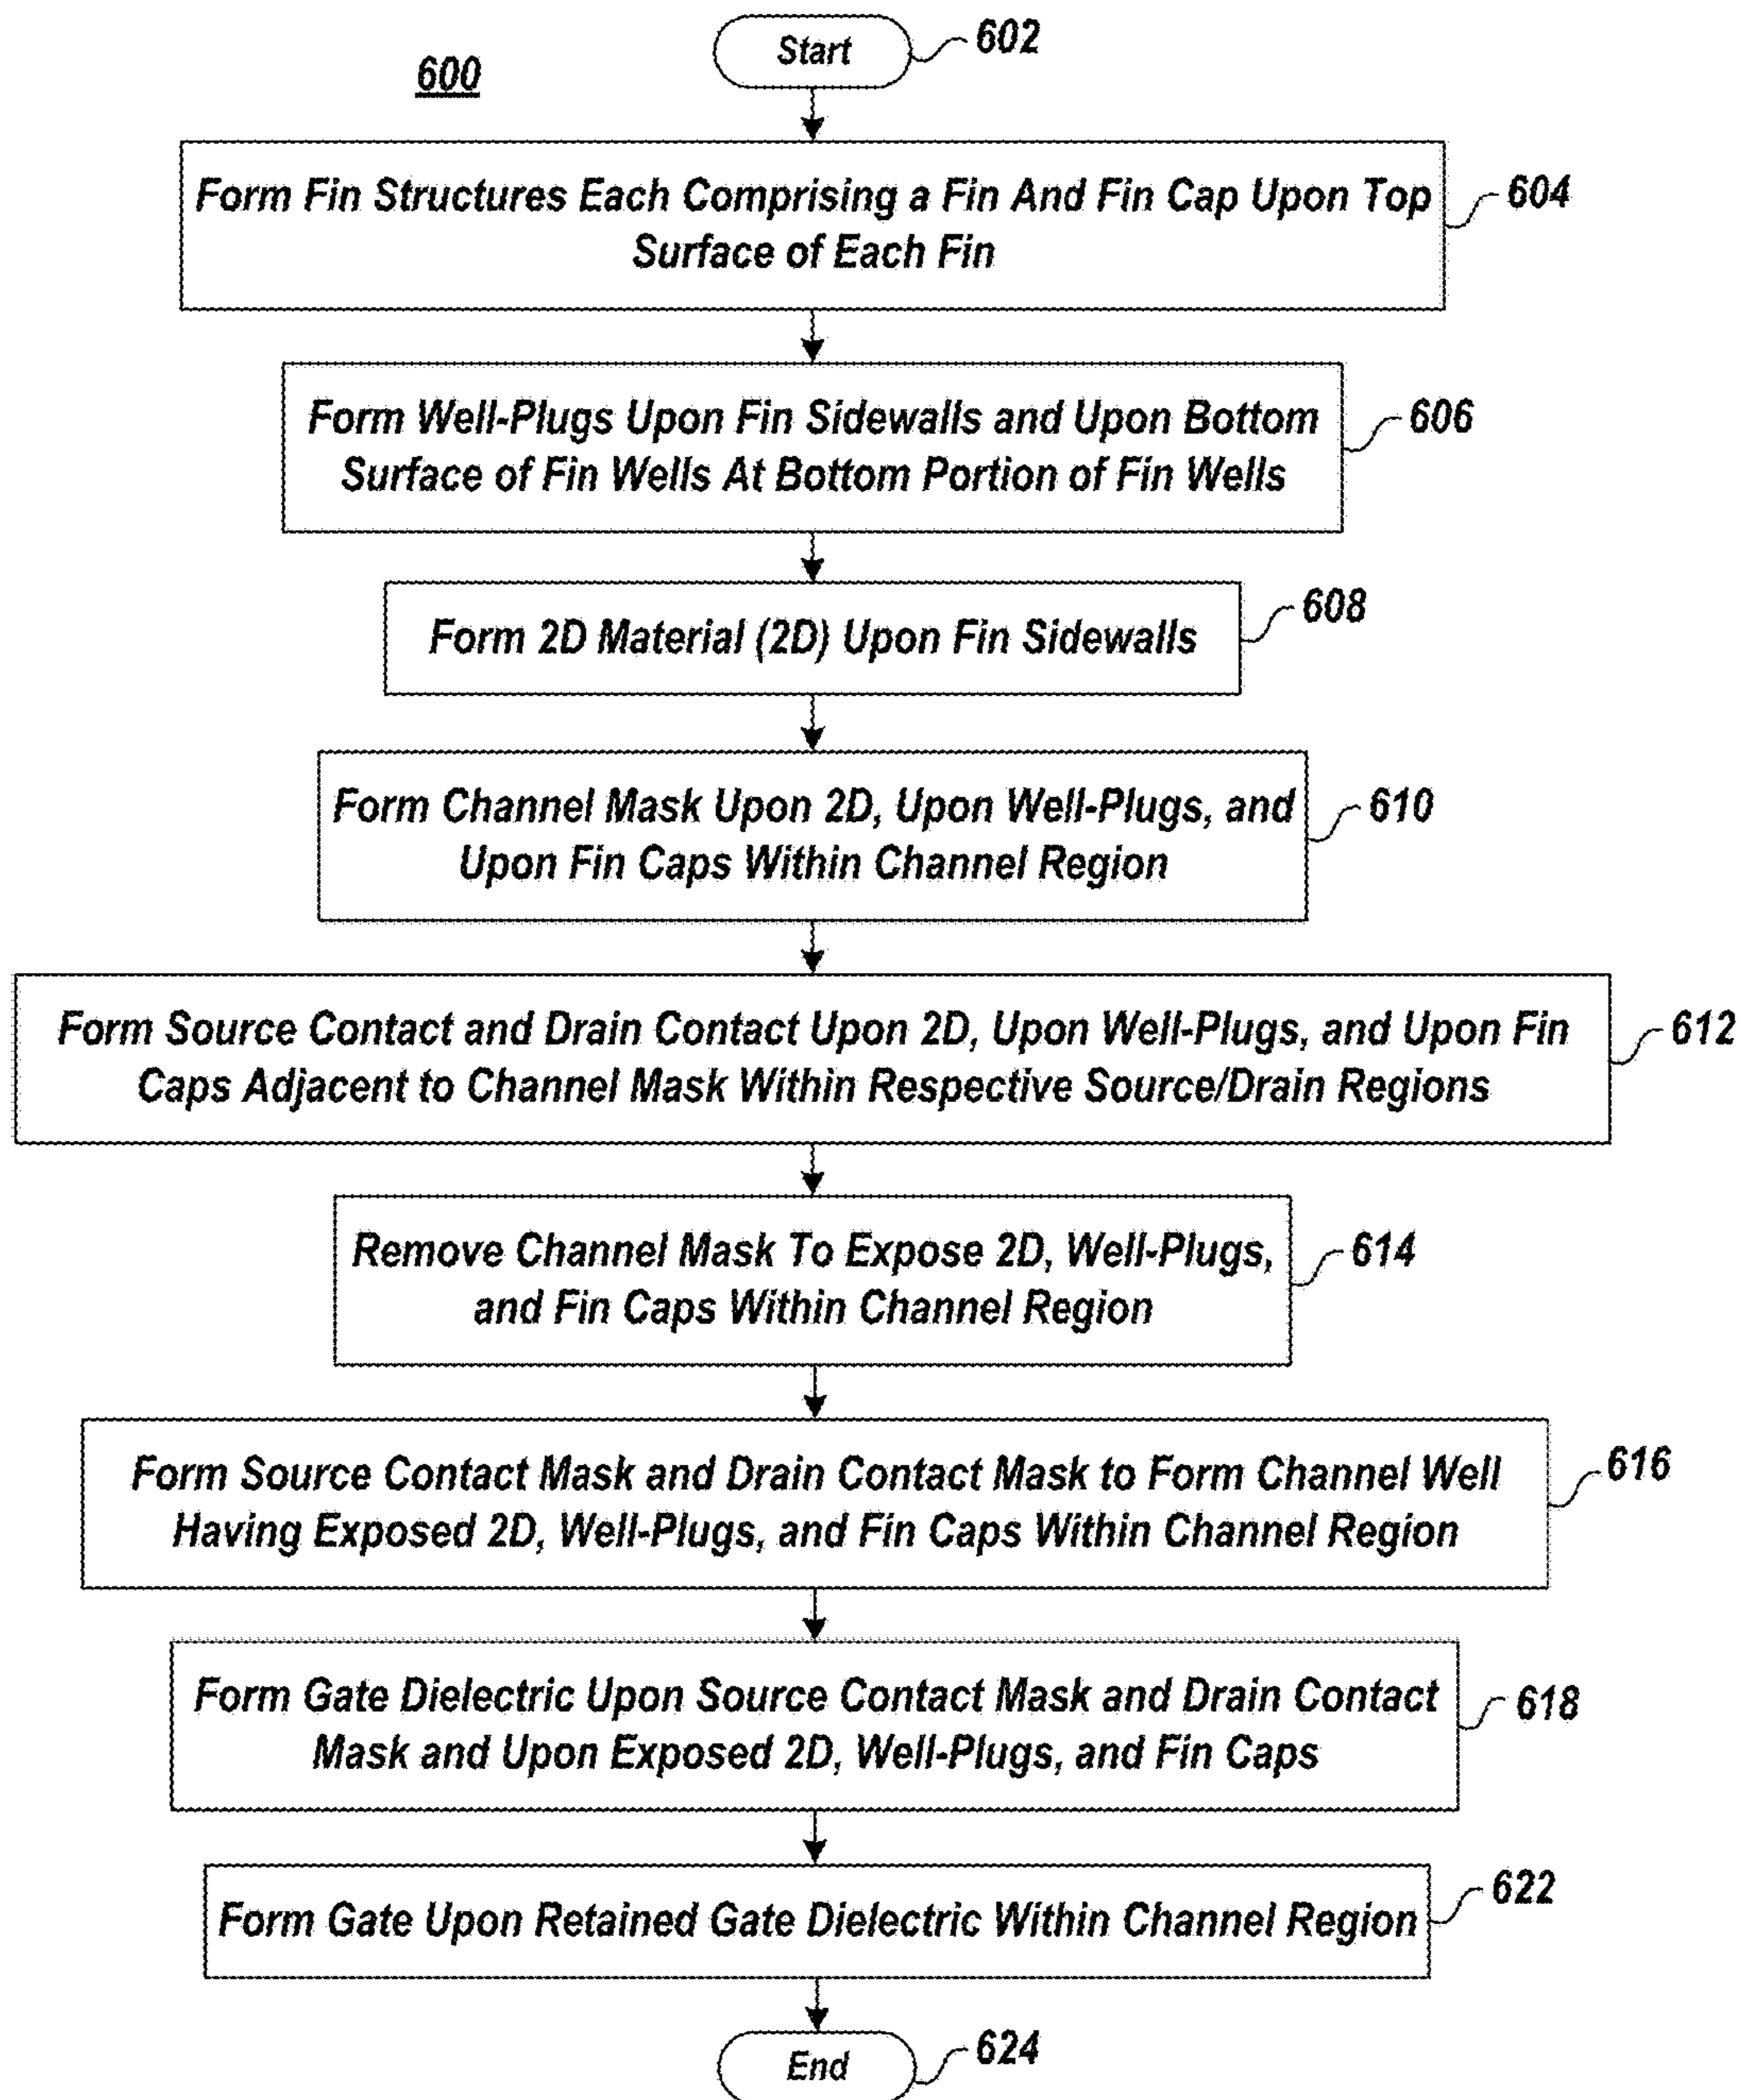 600
Start
602
Form Fin Structures Each Comprising a Fin And Fin Cap Upon Top
Surface of Each Fin
604
Form Well-Plugs Upon Fin Sidewalls and Upon Bottom
Surface of Fin Wells At Bottom Portion of Fin Wells
606
Form 2D Material (2D) Upon Fin Sidewalls
608
Form Channel Mask Upon 2D, Upon Well-Plugs, and
Upon Fin Caps Within Channel Region
610
Form Source Contact and Drain Contact Upon 2D, Upon Well-Plugs, and Upon Fin
Caps Adjacent to Channel Mask Within Respective Source/Drain Regions
612
Remove Channel Mask To Expose 2D, Well-Plugs,
and Fin Caps Within Channel Region
614
Form Source Contact Mask and Drain Contact Mask to Form Channel Well
Having Exposed 2D, Well-Plugs, and Fin Caps Within Channel Region
616
Form Gate Dielectric Upon Source Contact Mask and Drain Contact
Mask and Upon Exposed 2D, Well-Plugs, and Fin Caps
618
Form Gate Upon Retained Gate Dielectric Within Channel Region
622
End
624